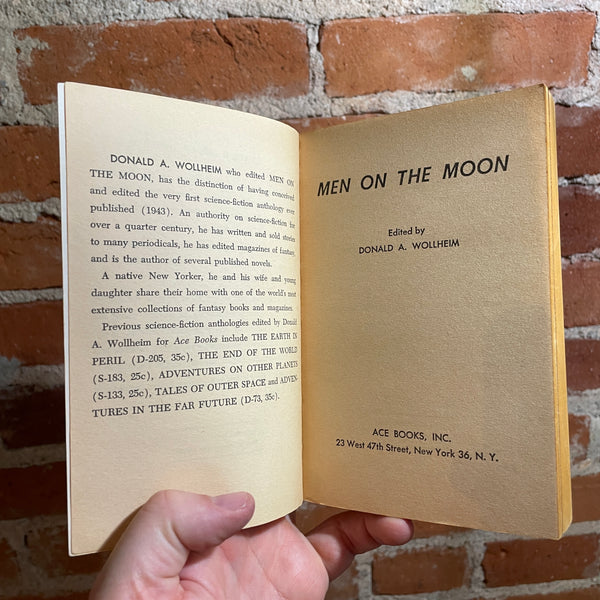 DONALD A. WOLLHEIM who edited MEN ON
THE MOON, has the distinction of having conceived
and edited the very first science-fiction anthology ever
published (1943). An authority on science-fiction for
over a quarter century, he has written and sold stories
to many periodicals, he has edited magazines of fantasy,
and is the author of several published novels.
A native New Yorker, he and his wife and young
daughter share their home with one of the world's most
extensive collections of fantasy books and magazines.
Previous science-fiction anthologies edited by Donald
A. Wollheim for Ace Books include THE EARTH IN
PERIL (D-205, 35c), THE END OF THE WORLD
(S-183, 25c), ADVENTURES ON OTHER PLANETS
(S-133, 25c), TALES OF OUTER SPACE and ADVEN-
TURES IN THE FAR FUTURE (D-73, 35c).
MEN ON THE MOON
Edited by
DONALD A. WOLLHEIM
ACE BOOKS, INC.
23 West 47th Street, New York 36, N. Y.